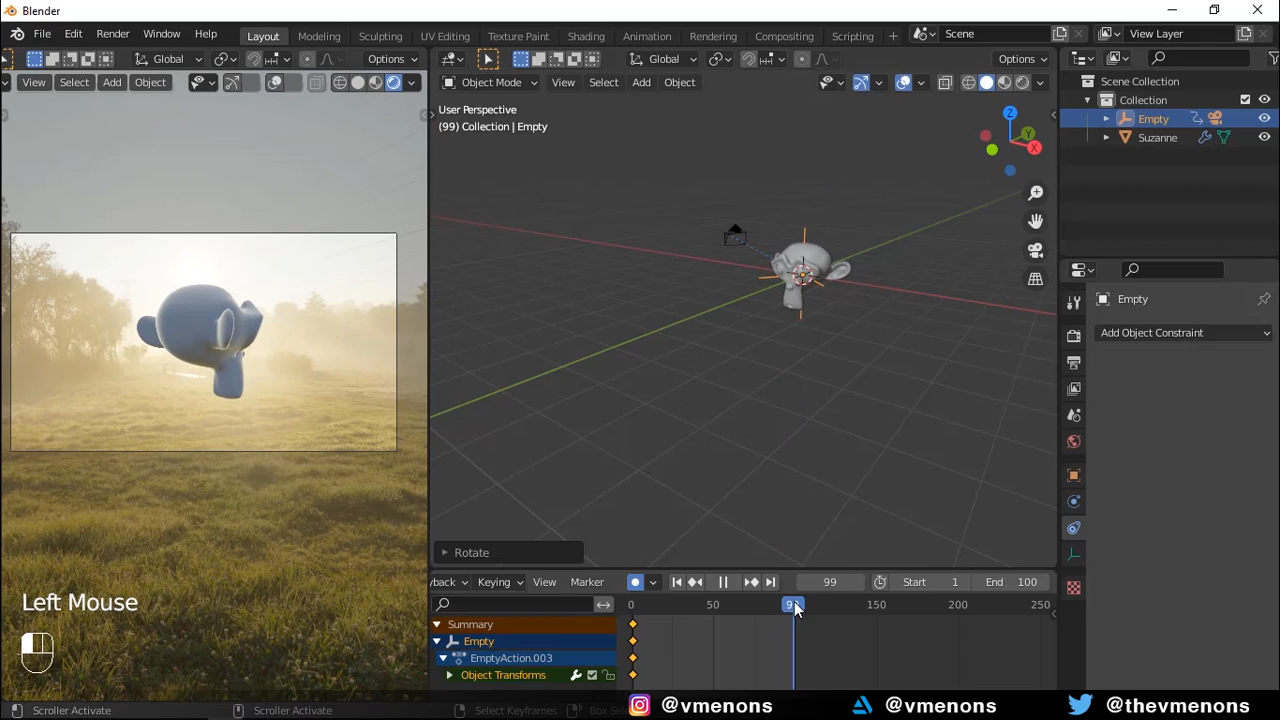 Blender
File Edit Render Window Help Layout Modeling Sculpting UV Editing Texture Paint Shading Animation Rendering Compositing Scripting Scene View Layer
Global Options Global Options
View Select Add Object Object Mode View Select Add Object
Scene Collection
Collection
Empty
Suzanne
User Perspective
(99) Collection | Empty
Z
Y
X
Empty
Add Object Constraint
Rotate
yback Keying View Marker 99 Start 1 End 100
0 50 150 200 250
Summary
Empty
EmptyAction.003
Object Transforms
Left Mouse
@vmenons @vmenons @thevmenons
Scroller Activate Scroller Activate Select Keyframes